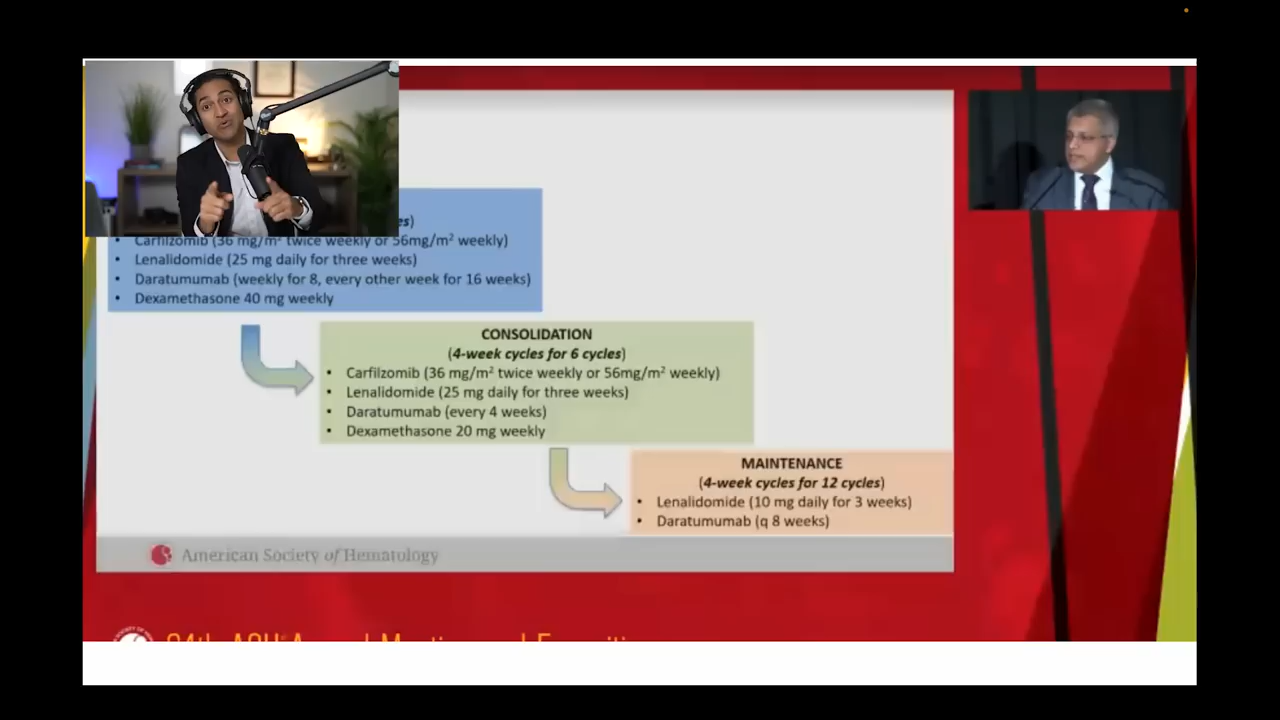 es)
Carfilzomib (36 mg/m² twice weekly or 56mg/m² weekly)
Lenalidomide (25 mg daily for three weeks)
Daratumumab (weekly for 8, every other week for 16 weeks)
Dexamethasone 40 mg weekly
CONSOLIDATION
(4-week cycles for 6 cycles)
Carfilzomib (36 mg/m² twice weekly or 56mg/m² weekly)
Lenalidomide (25 mg daily for three weeks)
Daratumumab (every 4 weeks)
Dexamethasone 20 mg weekly
MAINTENANCE
(4-week cycles for 12 cycles)
Lenalidomide (10 mg daily for 3 weeks)
Daratumumab (q 8 weeks)
American Society of Hematology